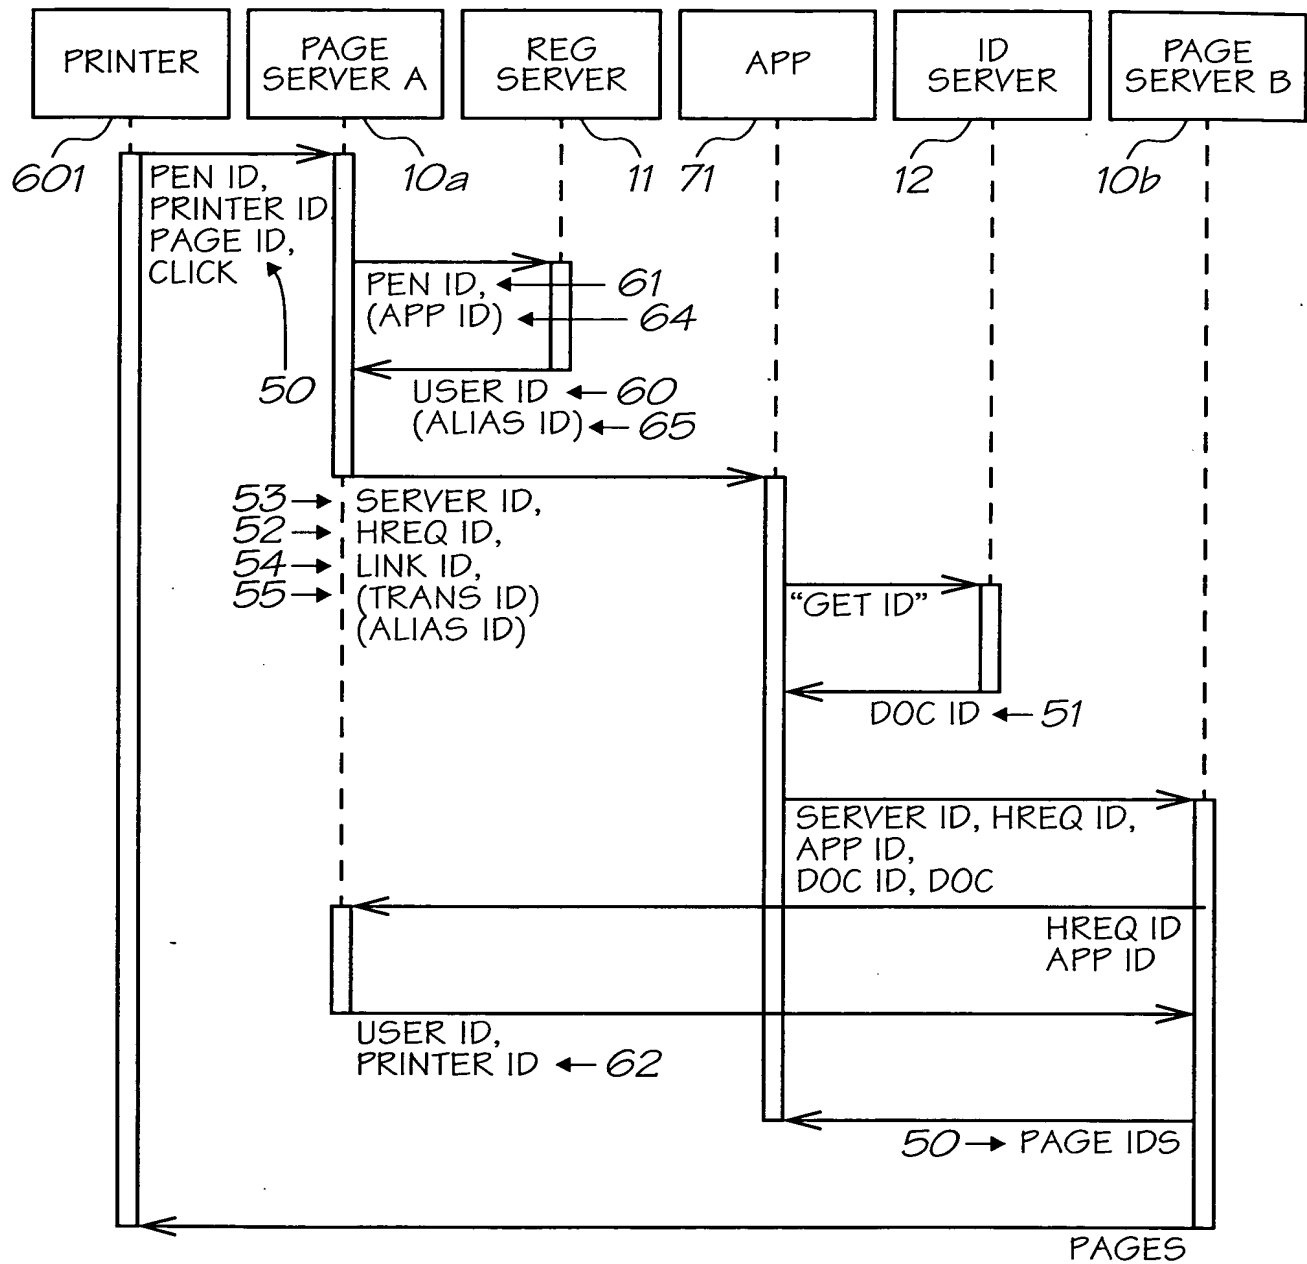 PRINTER
PAGE
SERVER A
REG
SERVER
APP
ID
SERVER
PAGE
SERVER B
601
10a
11
71
12
10b
PEN ID,
PRINTER ID
PAGE ID,
CLICK
50
PEN ID, 61
(APP ID) 64
USER ID 60
(ALIAS ID) 65
53 SERVER ID,
52 HREQ ID,
54 LINK ID,
55 (TRANS ID)
(ALIAS ID)
"GET ID"
DOC ID 51
SERVER ID, HREQ ID,
APP ID,
DOC ID, DOC
HREQ ID
APP ID
USER ID,
PRINTER ID 62
50 PAGE IDS
PAGES